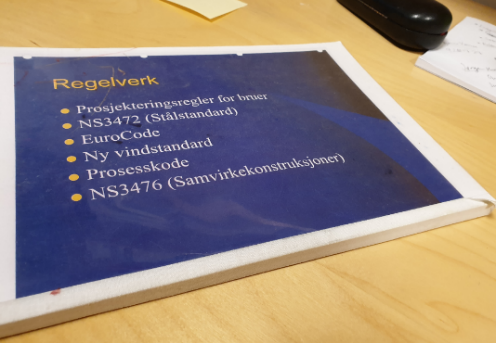 Regelverk
Prosjekteringsregler for bruer
NS3472 (Stålstandard)
EuroCode
Ny vindstandard
Prosesskode
NS3476 (Samvirkekonstruksjoner)